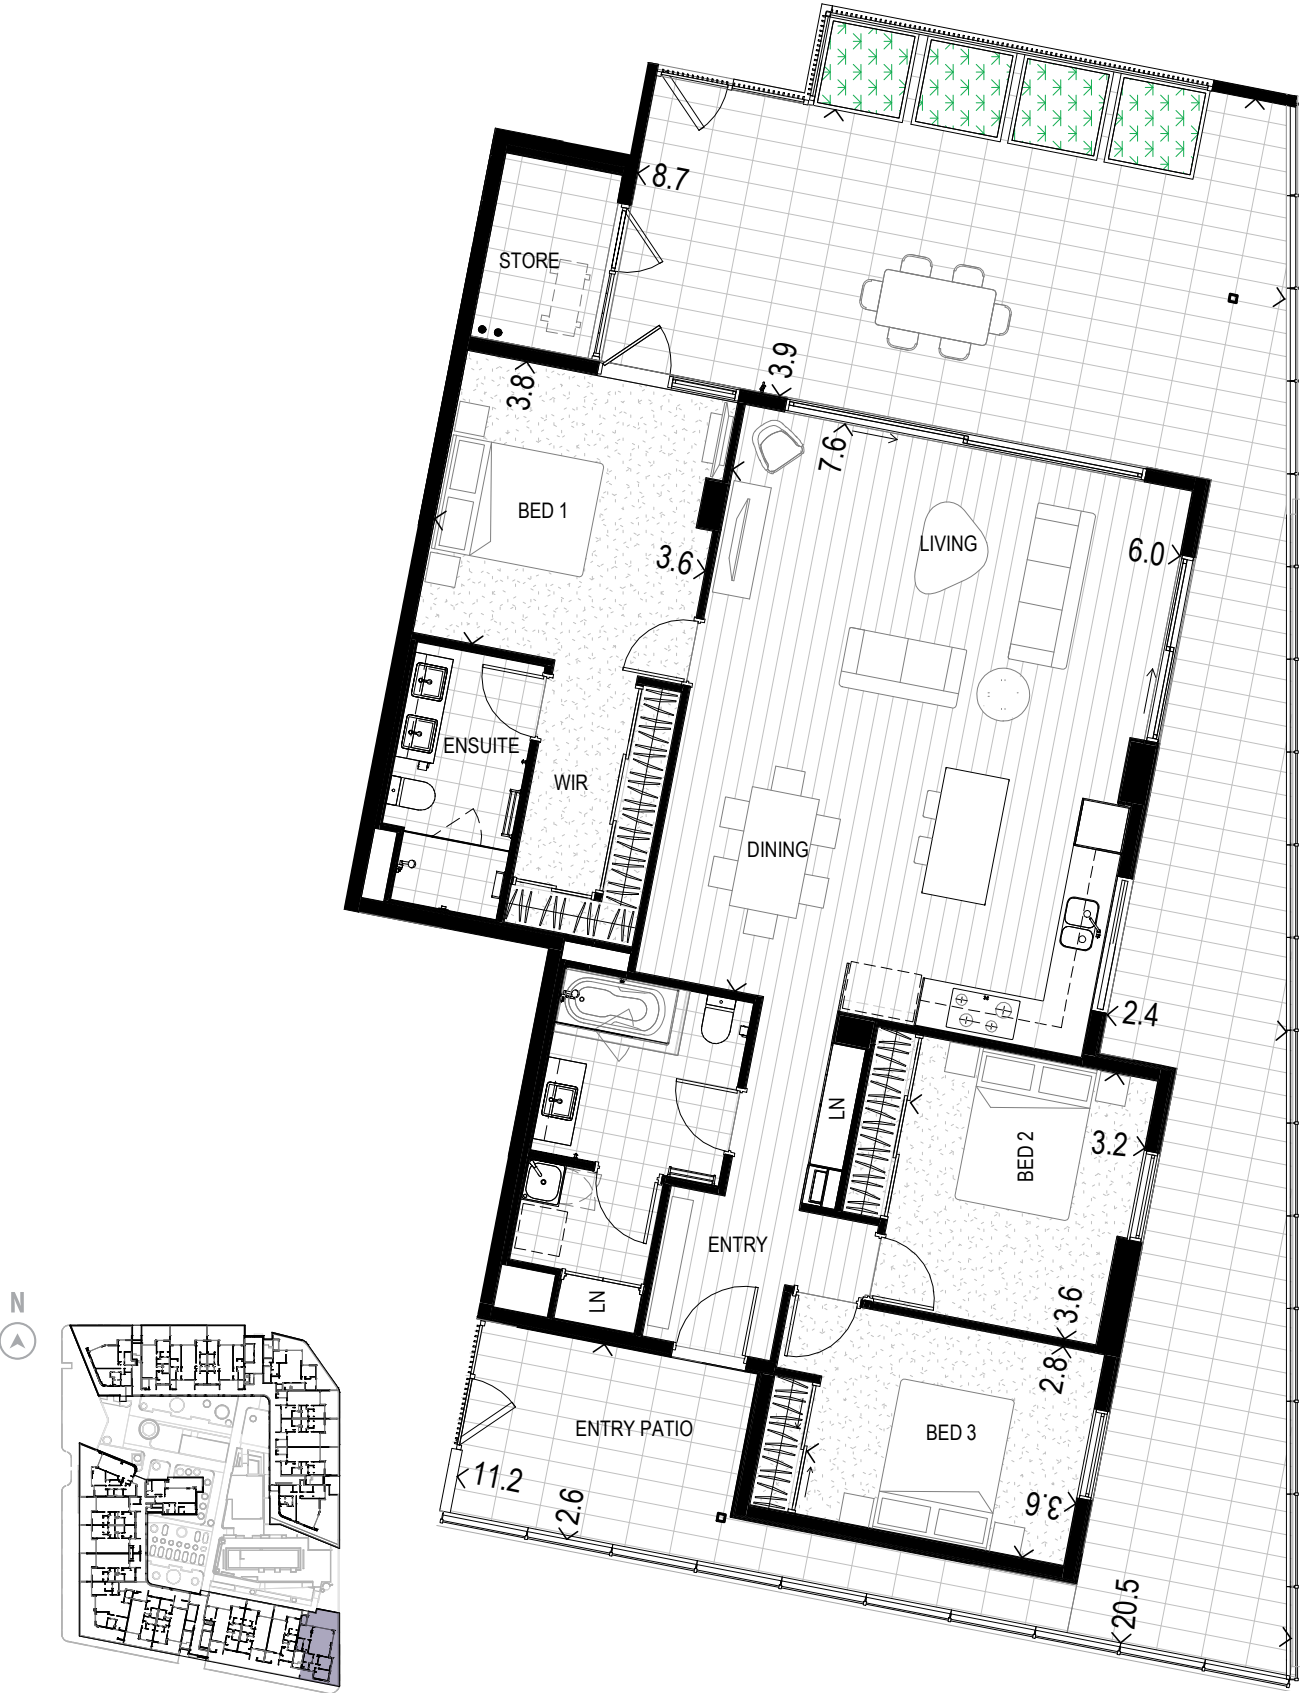 8.7
STORE
3.9
3.8
7.6
BED 1
LIVING
6.0
3.6
ENSUITE
WIR
DINING
2.4
LN
BED 2
3.2
ENTRY
LN
3.6
2.8
ENTRY PATIO
BED 3
11.2
2.6
3.6
20.5
N